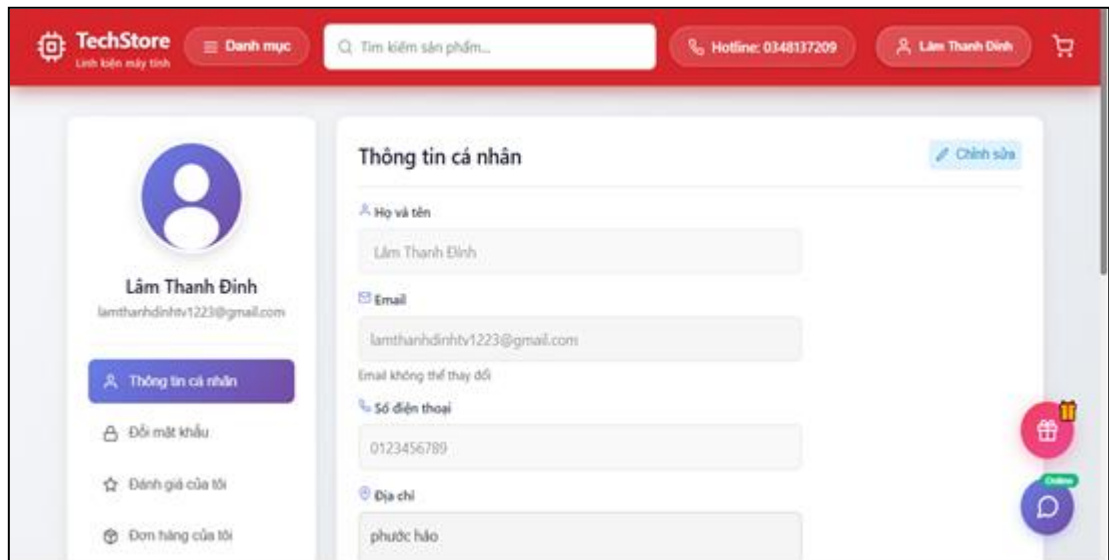 TechStore
Linh kiện máy tính
Danh mục
Tìm kiếm sản phẩm...
Hotline: 0348137209
Lâm Thanh Đinh
Lâm Thanh Đinh
lamthanhdinhtv1223@gmail.com
Thông tin cá nhân
Đổi mật khẩu
Đánh giá của tôi
Đơn hàng của tôi
Thông tin cá nhân
Chỉnh sửa
Họ và tên
Lâm Thanh Đinh
Email
lamthanhdinhtv1223@gmail.com
Email không thể thay đổi
Số điện thoại
0123456789
Địa chỉ
phước hảo
Online